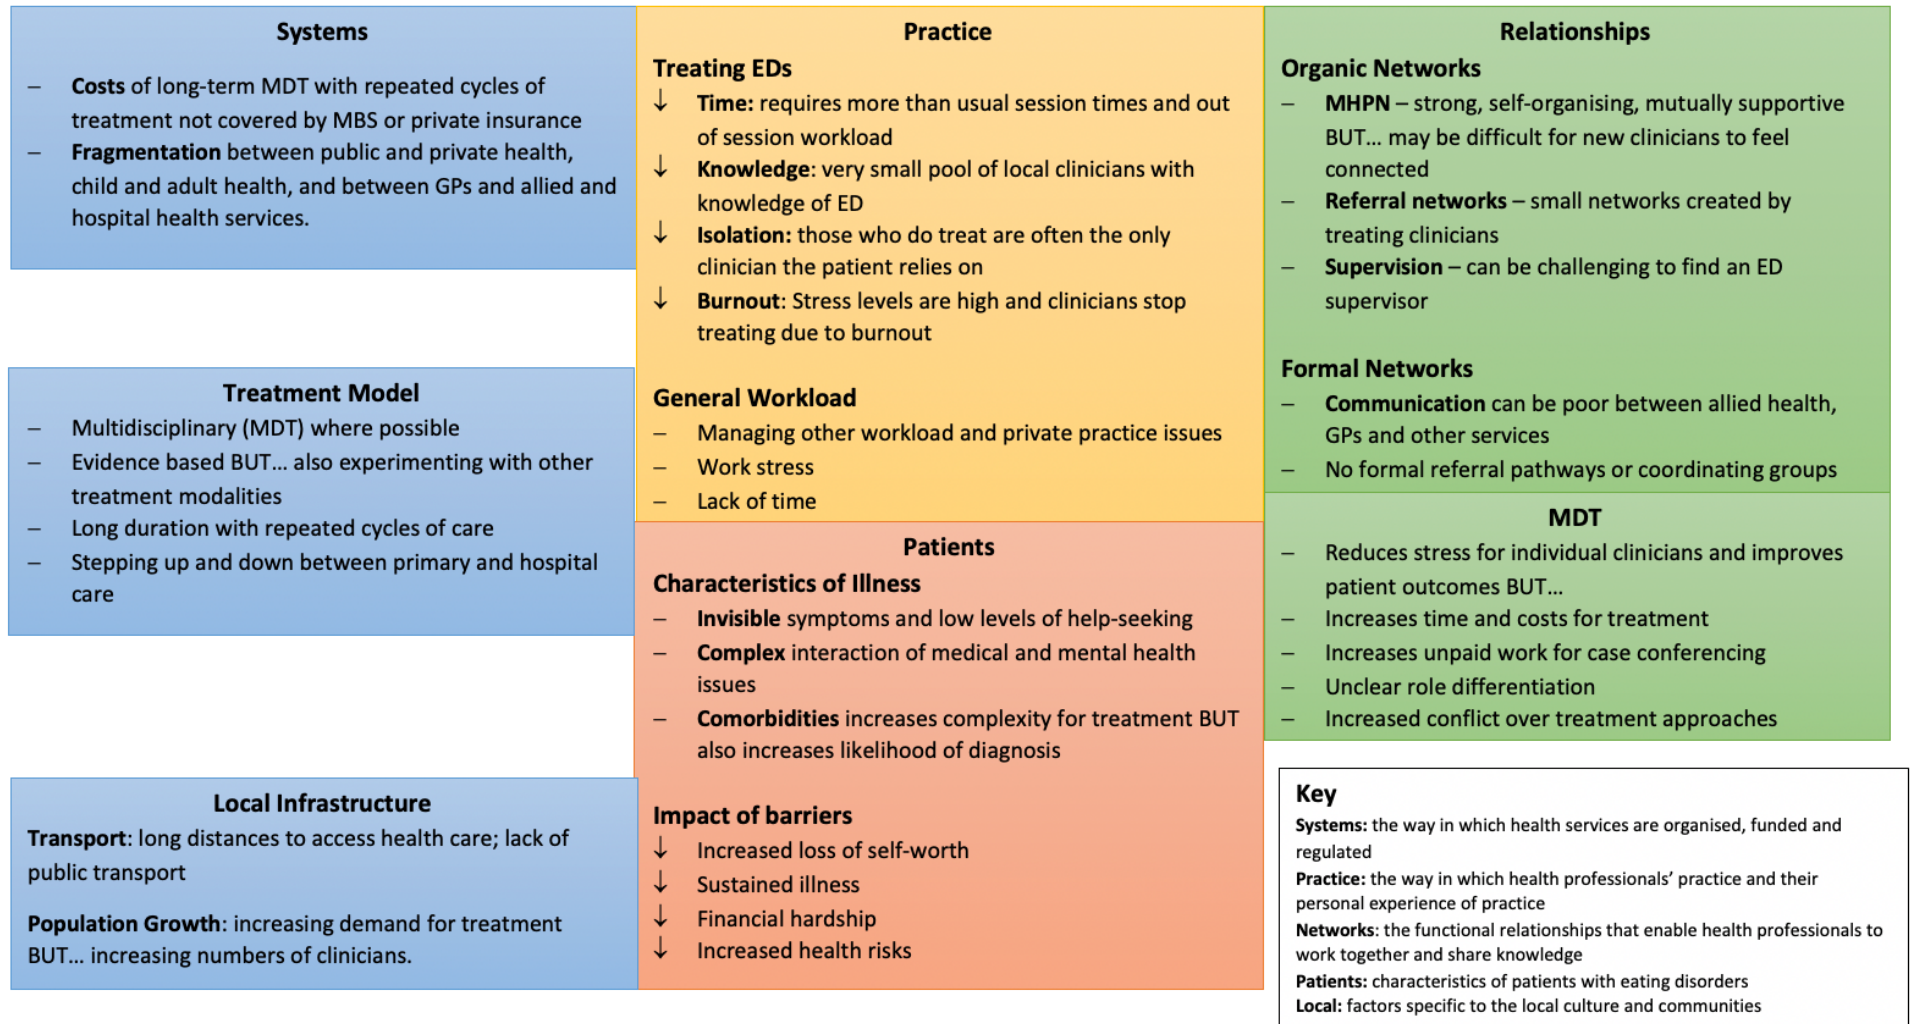 Systems
– Costs of long-term MDT with repeated cycles of
treatment not covered by MBS or private insurance
– Fragmentation between public and private health,
child and adult health, and between GPs and allied and
hospital health services.
Treatment Model
– Multidisciplinary (MDT) where possible
– Evidence based BUT... also experimenting with other
treatment modalities
– Long duration with repeated cycles of care
– Stepping up and down between primary and hospital
care
Local Infrastructure
Transport: long distances to access health care; lack of
public transport
Population Growth: increasing demand for treatment
BUT... increasing numbers of clinicians.
Practice
Treating EDs
↓ Time: requires more than usual session times and out
of session workload
↓ Knowledge: very small pool of local clinicians with
knowledge of ED
↓ Isolation: those who do treat are often the only
clinician the patient relies on
↓ Burnout: Stress levels are high and clinicians stop
treating due to burnout
General Workload
– Managing other workload and private practice issues
– Work stress
– Lack of time
Patients
Characteristics of Illness
– Invisible symptoms and low levels of help-seeking
– Complex interaction of medical and mental health
issues
– Comorbidities increases complexity for treatment BUT
also increases likelihood of diagnosis
Impact of barriers
↓ Increased loss of self-worth
↓ Sustained illness
↓ Financial hardship
↓ Increased health risks
Relationships
Organic Networks
– MHPN – strong, self-organising, mutually supportive
BUT... may be difficult for new clinicians to feel
connected
– Referral networks – small networks created by
treating clinicians
– Supervision – can be challenging to find an ED
supervisor
Formal Networks
– Communication can be poor between allied health,
GPs and other services
– No formal referral pathways or coordinating groups
MDT
– Reduces stress for individual clinicians and improves
patient outcomes BUT...
– Increases time and costs for treatment
– Increases unpaid work for case conferencing
– Unclear role differentiation
– Increased conflict over treatment approaches
Key
Systems: the way in which health services are organised, funded and
regulated
Practice: the way in which health professionals' practice and their
personal experience of practice
Networks: the functional relationships that enable health professionals to
work together and share knowledge
Patients: characteristics of patients with eating disorders
Local: factors specific to the local culture and communities